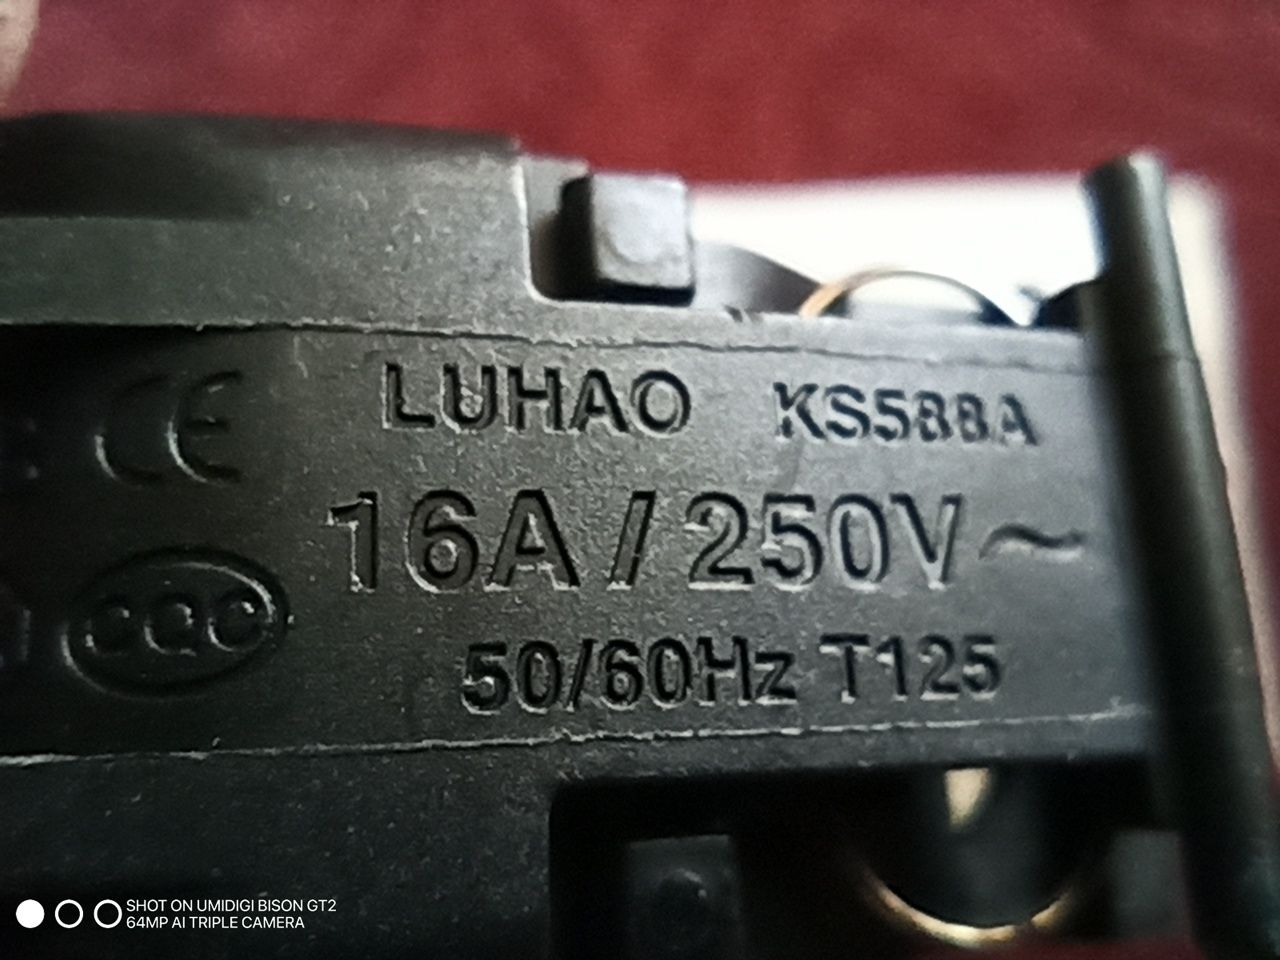 CE
LUHAO KS588A
16A/250V~
CQC
50/60Hz T125
SHOT ON UMIDIGI BISON GT2
64MP AI TRIPLE CAMERA